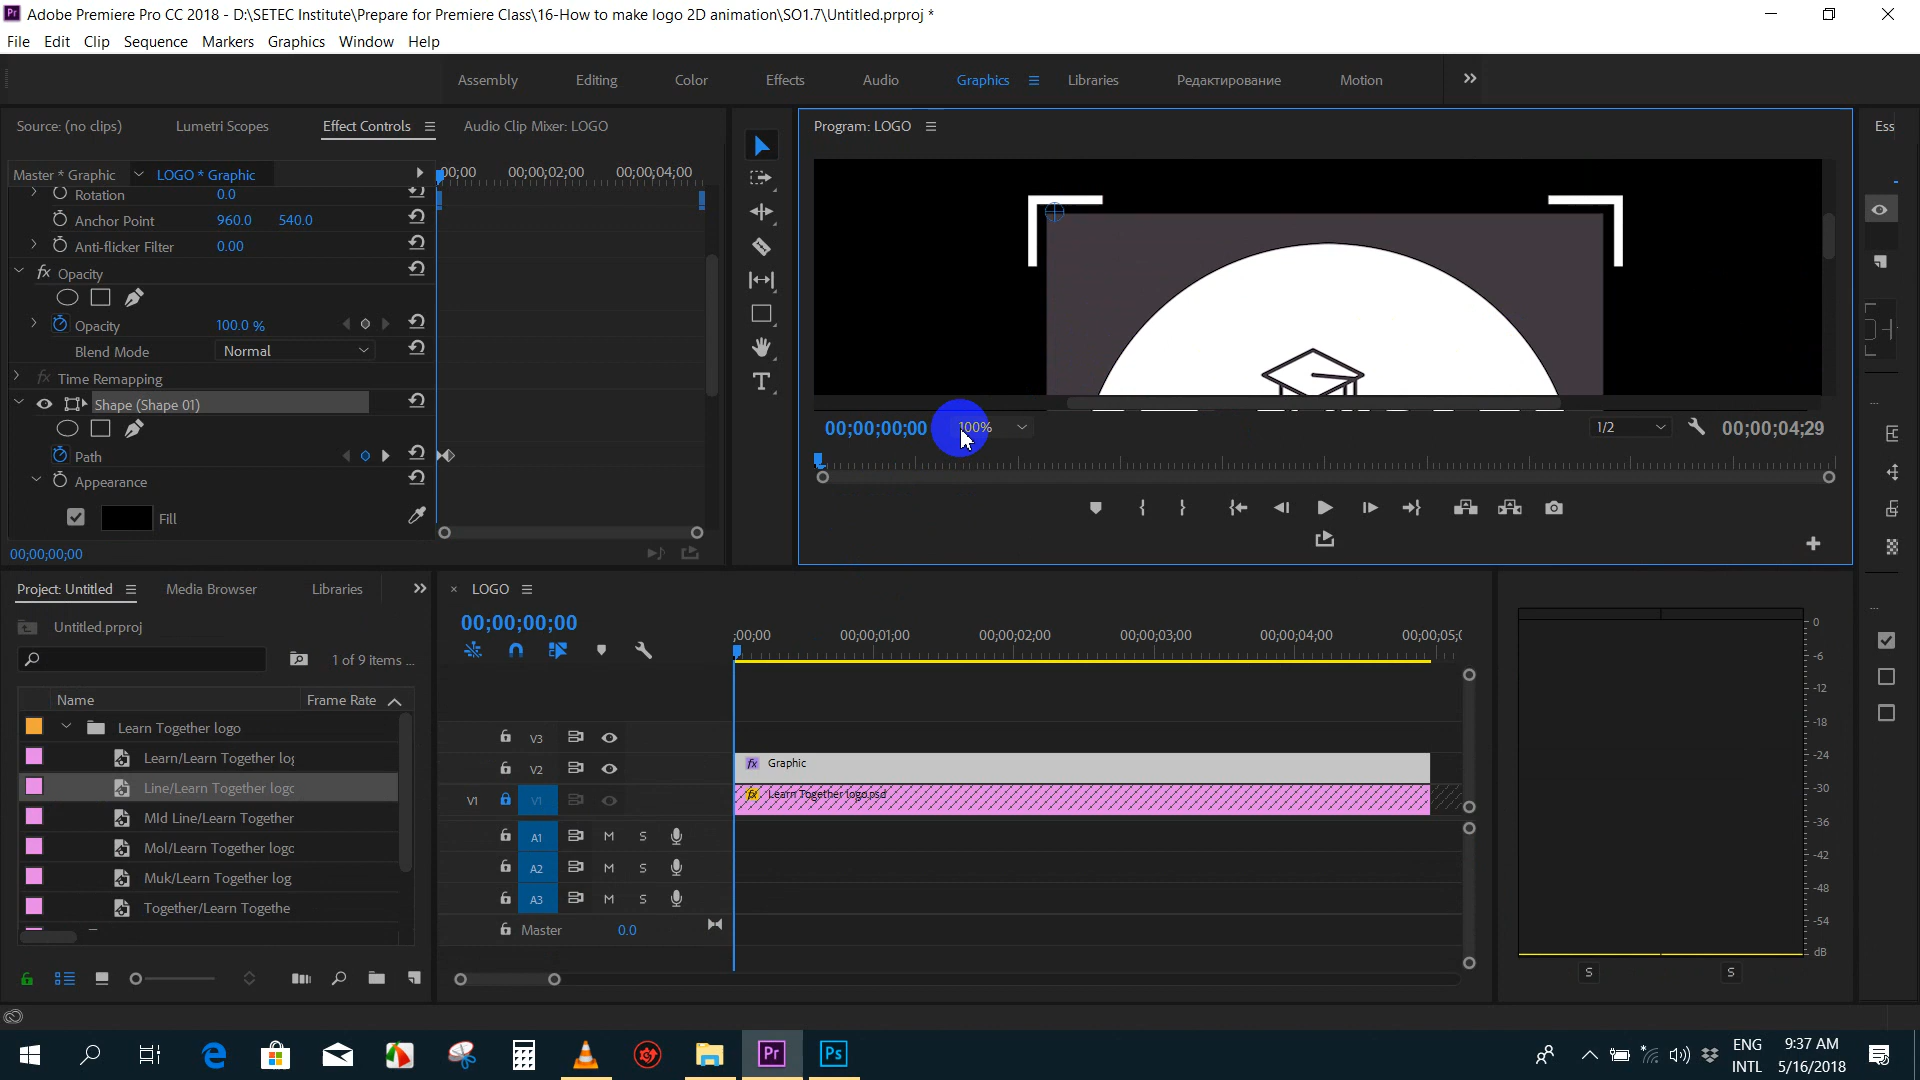 Adobe Premiere Pro CC 2018 - D:\SETEC Institute\Prepare for Premiere Class\16-How to make logo 2D animation\SO1.7\Untitled.prproj *
File Edit Clip Sequence Markers Graphics Window Help
Assembly Editing Color Effects Audio Graphics Libraries Редактирование Motion
Source: (no clips) Lumetri Scopes Effect Controls Audio Clip Mixer: LOGO
Program: LOGO
Ess
Master * Graphic LOGO * Graphic
;00;00 00;00;02;00 00;00;04;00
Rotation 0.0
Anchor Point 960.0 540.0
Anti-flicker Filter 0.00
fx Opacity
Opacity 100.0 %
Blend Mode Normal
fx Time Remapping
Shape (Shape 01)
Path
Appearance
Fill
00;00;00;00
00;00;00;00 100% 1/2 00;00;04;29
Project: Untitled Media Browser Libraries
Untitled.prproj
1 of 9 items ...
Name Frame Rate
Learn Together logo
Learn/Learn Together log
Line/Learn Together logo
MId Line/Learn Together
Mol/Learn Together logo
Muk/Learn Together log
Together/Learn Togethe
LOGO
00;00;00;00
;00;00 00;00;01;00 00;00;02;00 00;00;03;00 00;00;04;00 00;00;05;0
V3
V2 fx Graphic
V1 V1 fx Learn Together logo.psd
A1 M S
A2 M S
A3 M S
Master 0.0
0
-6
-12
-18
-24
-30
-36
-42
-48
-54
dB
S S
Pr Ps
ENG
INTL
9:37 AM
5/16/2018